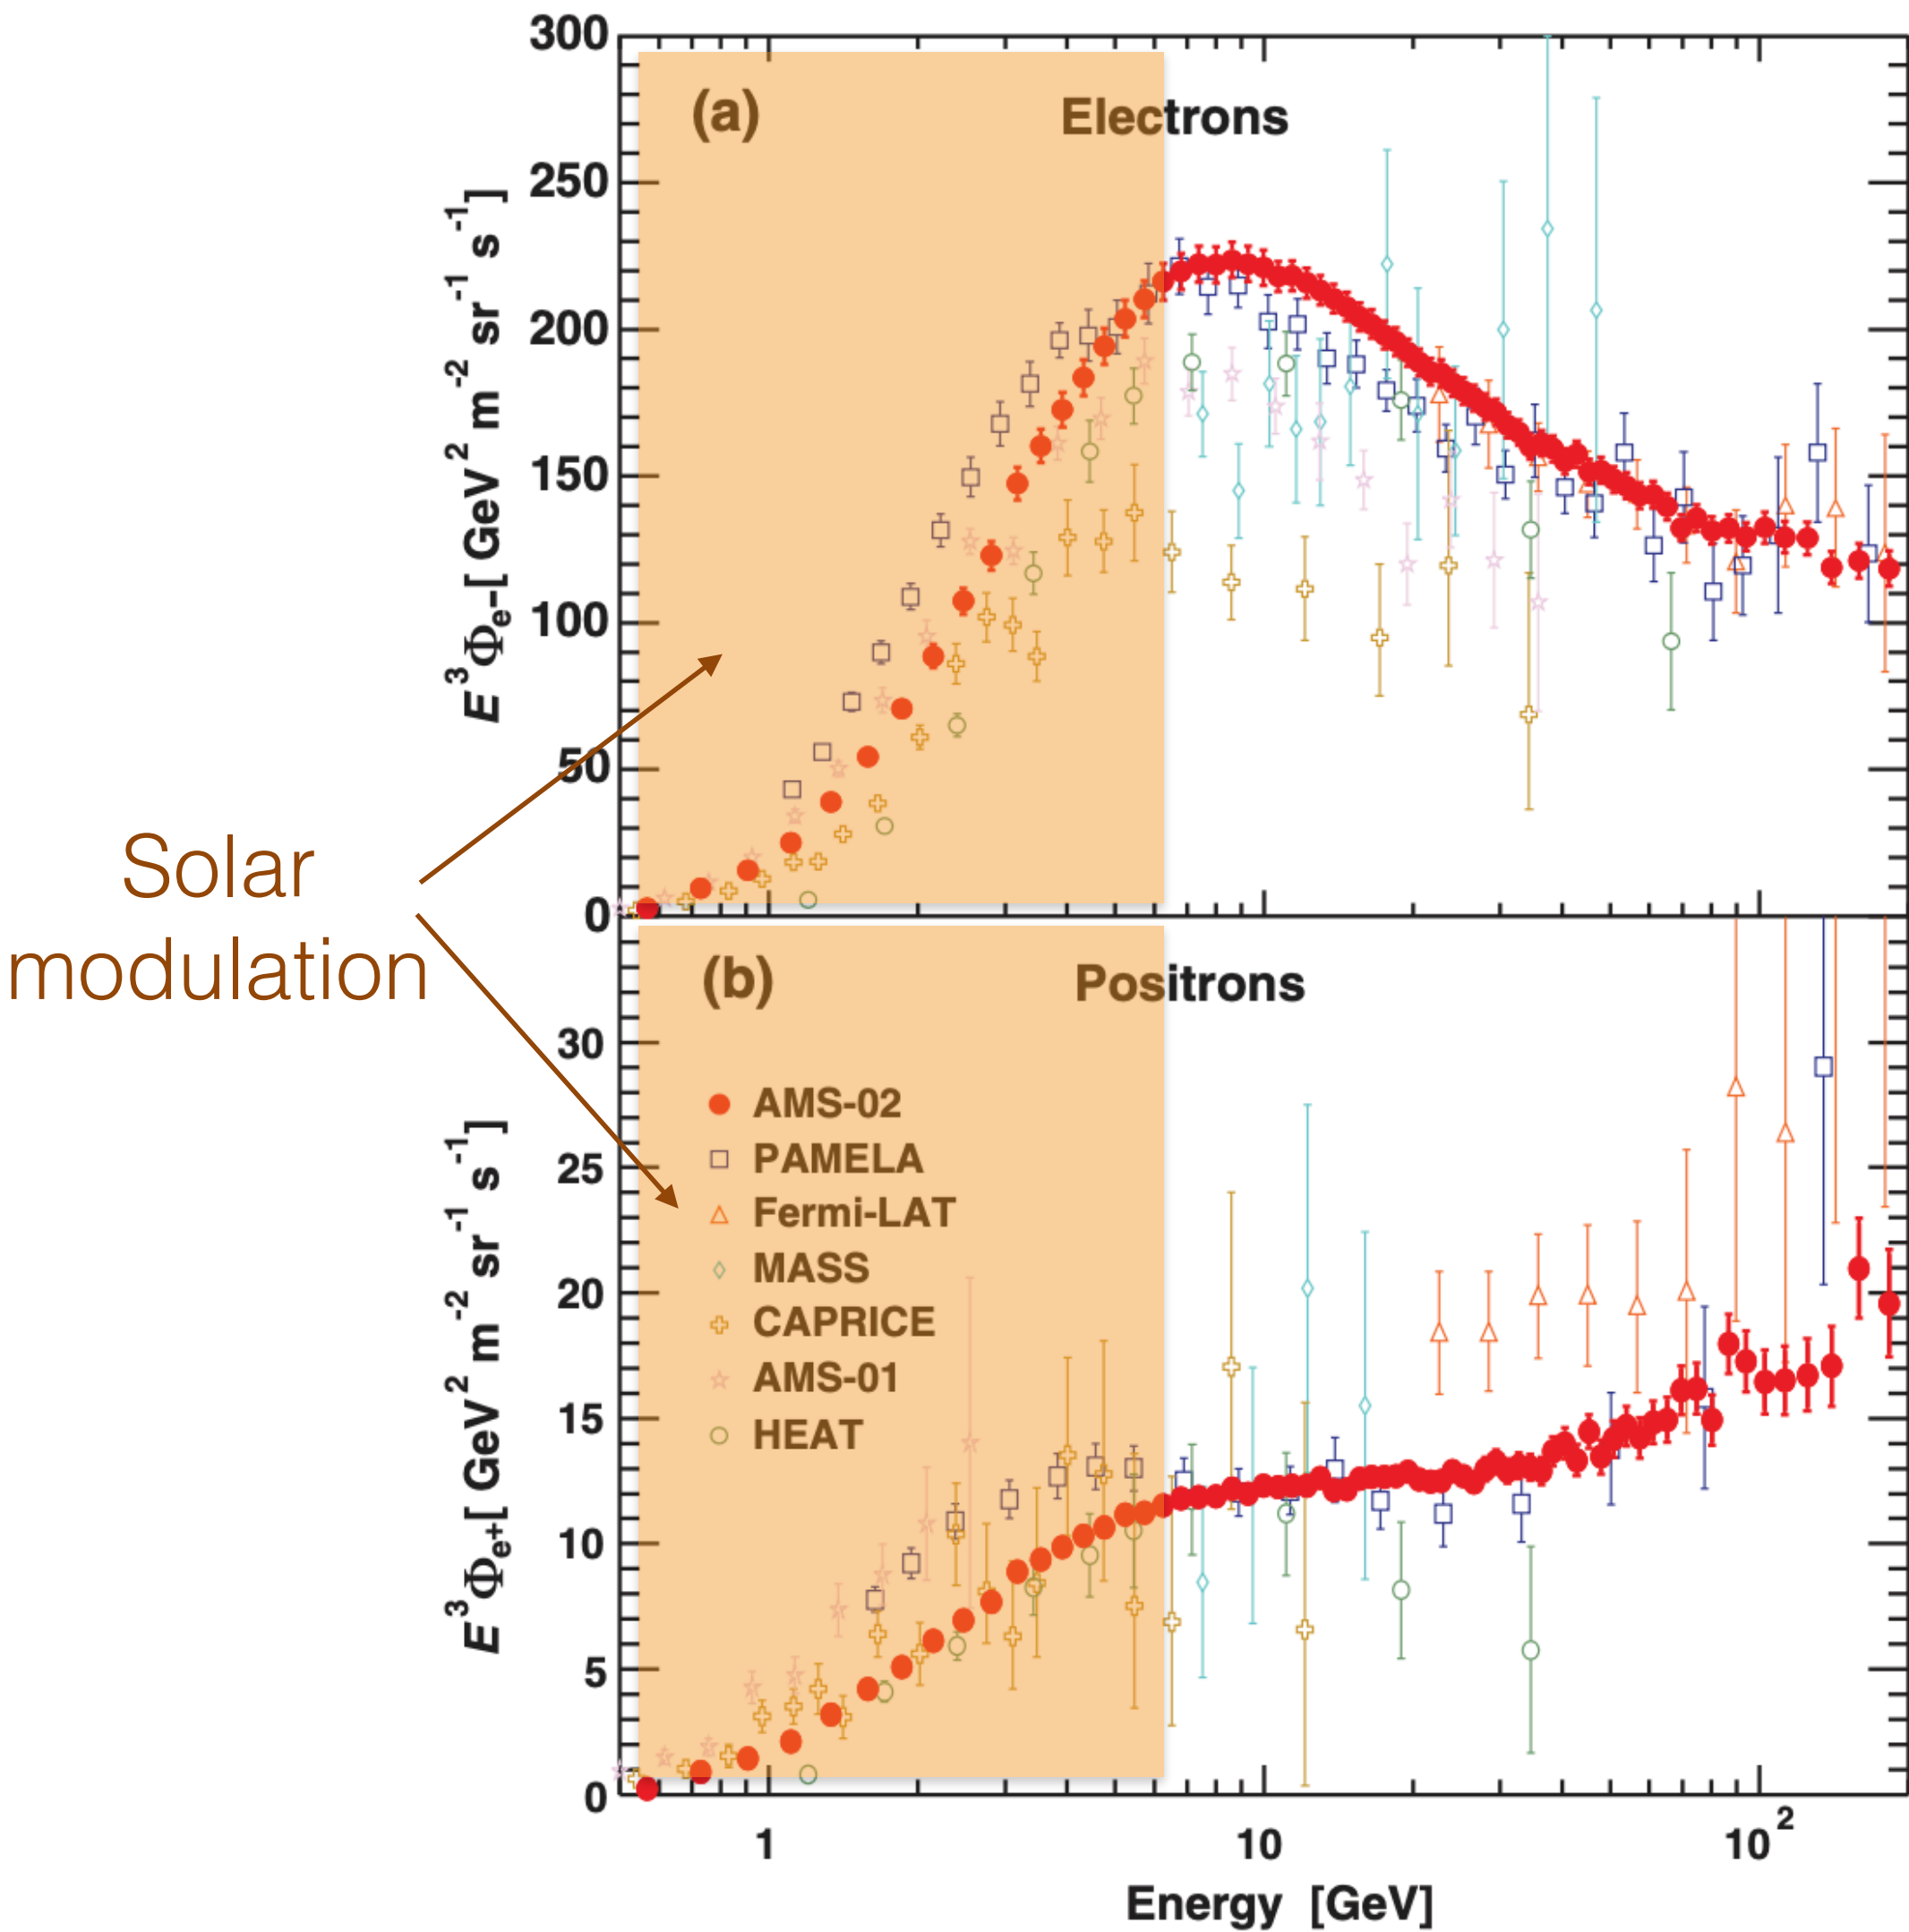 300
250
200
150
100
50
0
(a)
Electrons
E³Φe-[ GeV² m⁻² sr⁻¹ s⁻¹]
Solar
modulation
(b)
Positrons
30
25
20
15
10
5
0
AMS-02
PAMELA
Fermi-LAT
MASS
CAPRICE
AMS-01
HEAT
E³Φe+[ GeV² m⁻² sr⁻¹ s⁻¹]
1
10
10²
Energy [GeV]